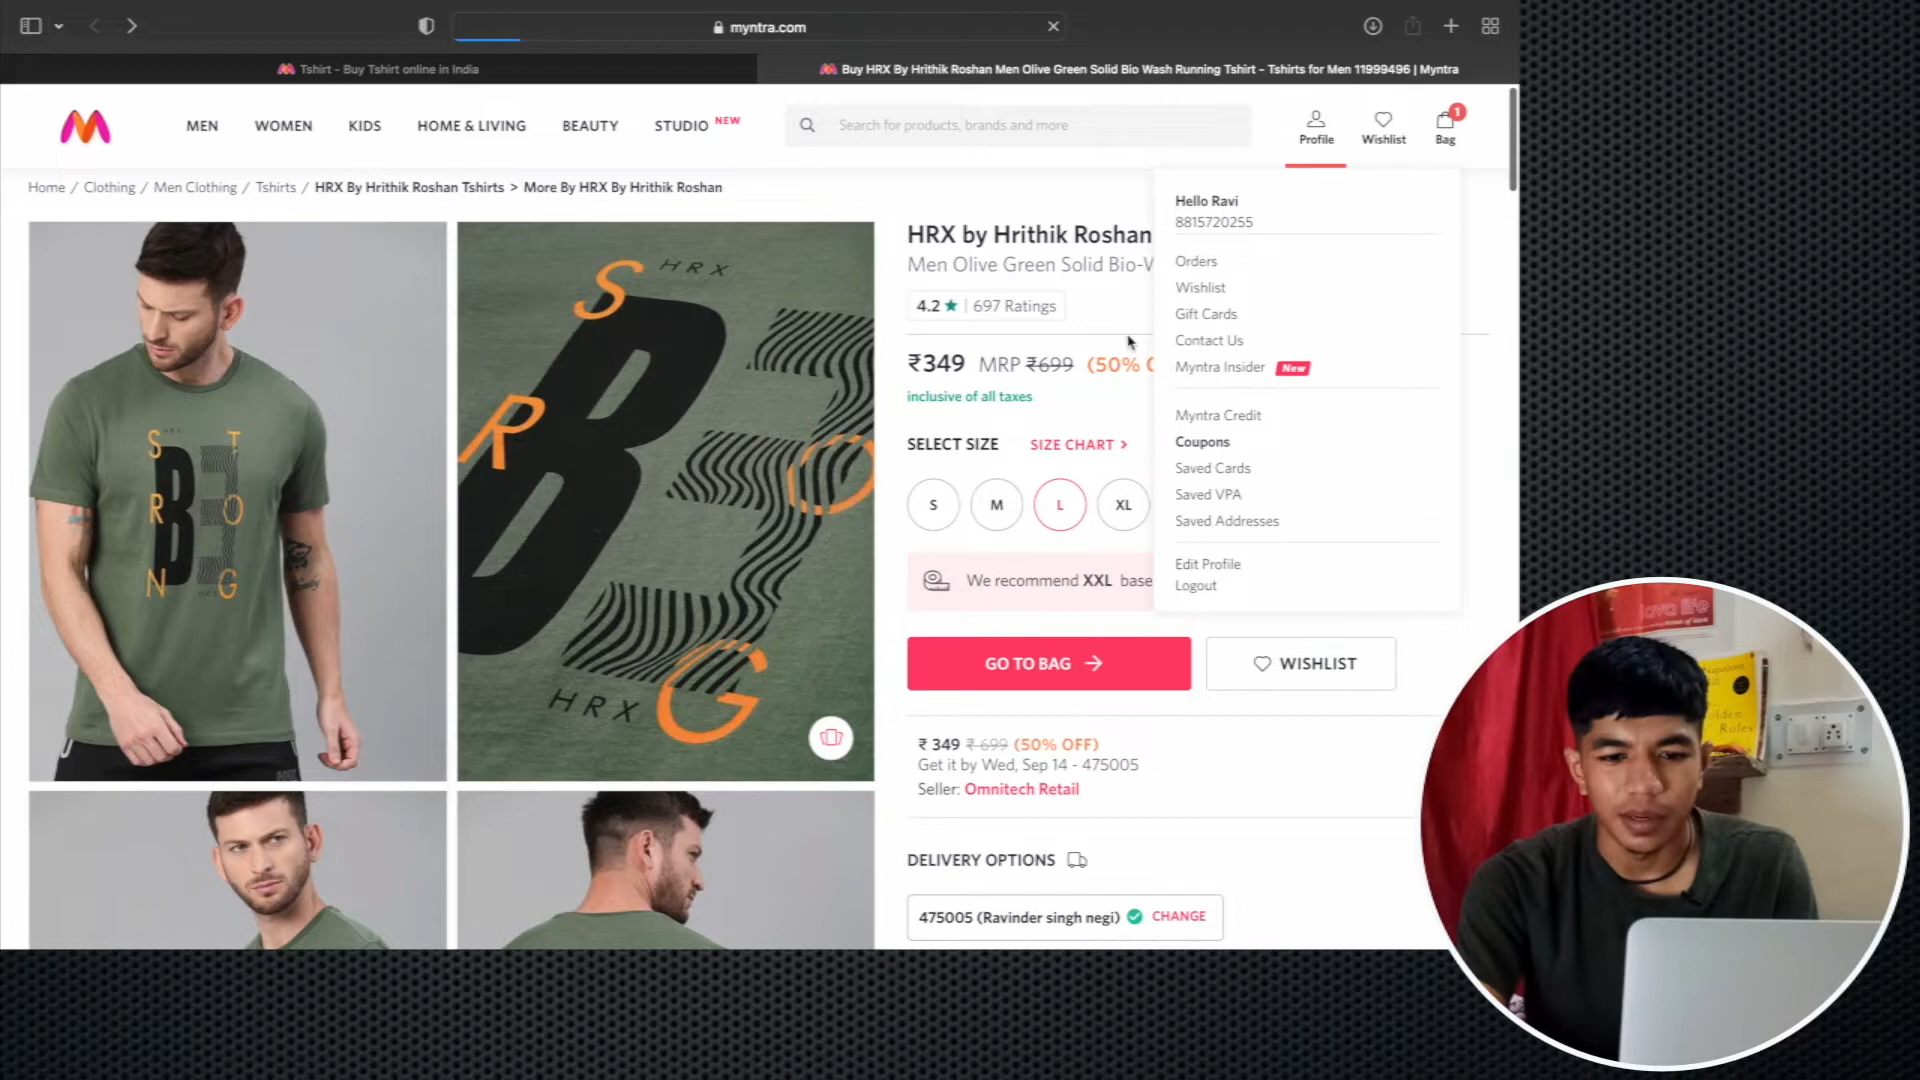 myntra.com
Tshirt - Buy Tshirt online in India
Buy HRX By Hrithik Roshan Men Olive Green Solid Bio Wash Running Tshirt - Tshirts for Men 11999496 | Myntra
MEN
WOMEN
KIDS
HOME & LIVING
BEAUTY
STUDIO NEW
Search for products, brands and more
Profile
Wishlist
Bag
1
Home / Clothing / Men Clothing / Tshirts / HRX By Hrithik Roshan Tshirts > More By HRX By Hrithik Roshan
HRX by Hrithik Roshan
Men Olive Green Solid
4.2 ★ | 697 Ratings
₹349 MRP ₹699 (50%
inclusive of all taxes
SELECT SIZE
SIZE CHART >
S
M
L
XL
We recommend XXL base
GO TO BAG →
WISHLIST
₹ 349 ₹ 699 (50% OFF)
Get it by Wed, Sep 14 - 475005
Seller: Omnitech Retail
DELIVERY OPTIONS
475005 (Ravinder singh negi) CHANGE
Hello Ravi
8815720255
Orders
Wishlist
Gift Cards
Contact Us
Myntra Insider New
Myntra Credit
Coupons
Saved Cards
Saved VPA
Saved Addresses
Edit Profile
Logout
S T
R B O
N G
HRX
S
B
R
O
G
HRX